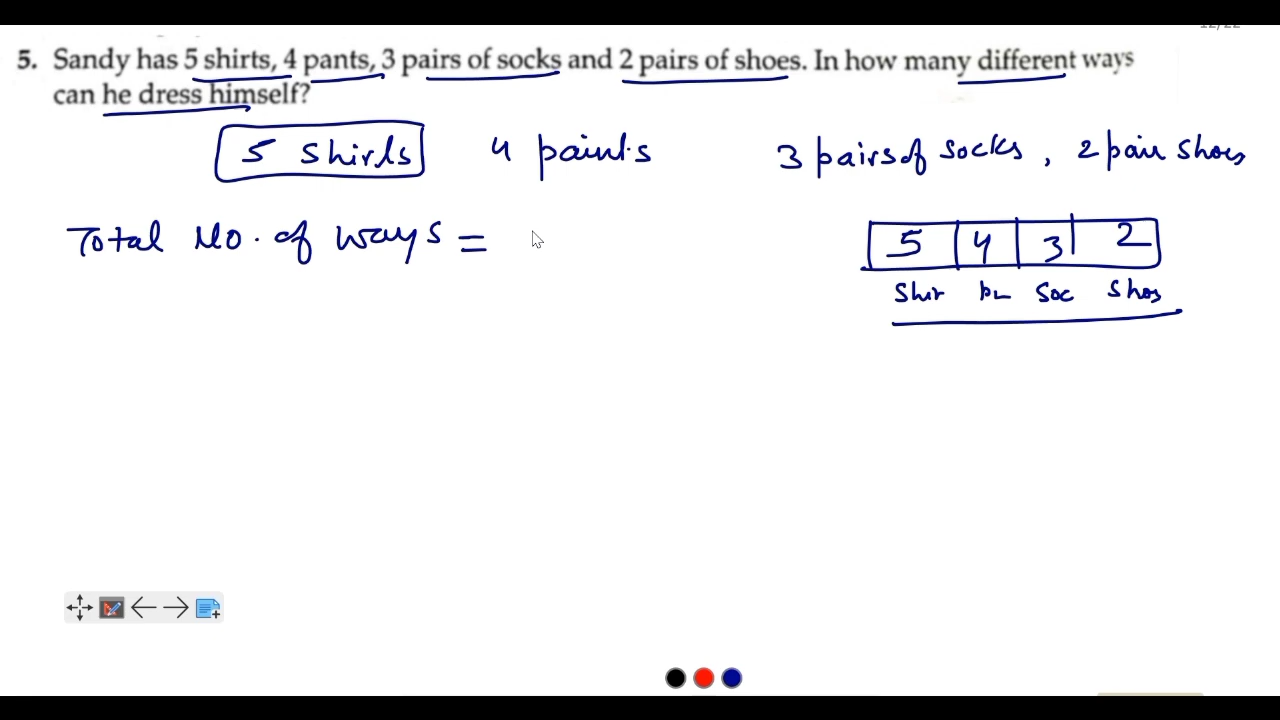 5. Sandy has 5 shirts, 4 pants, 3 pairs of socks and 2 pairs of shoes. In how many different ways
can he dress himself?
5 shirds 4 paints 3 pairs of socks, 2 pair shoes
Total No. of ways =
5 4 3 2
Shir Soc Shos